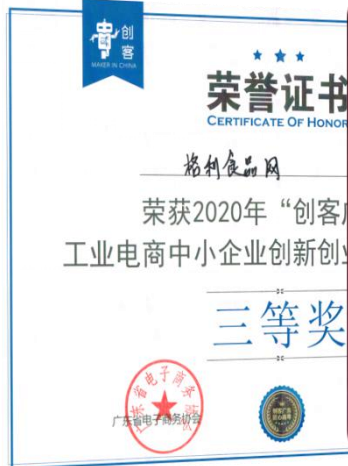 创客
MAKER IN CHINA
荣誉证书
CERTIFICATE OF HONOR
格利食品网
荣获2020年“创客广
工业电商中小企业创新创业
三等奖
广东省电子商务协会